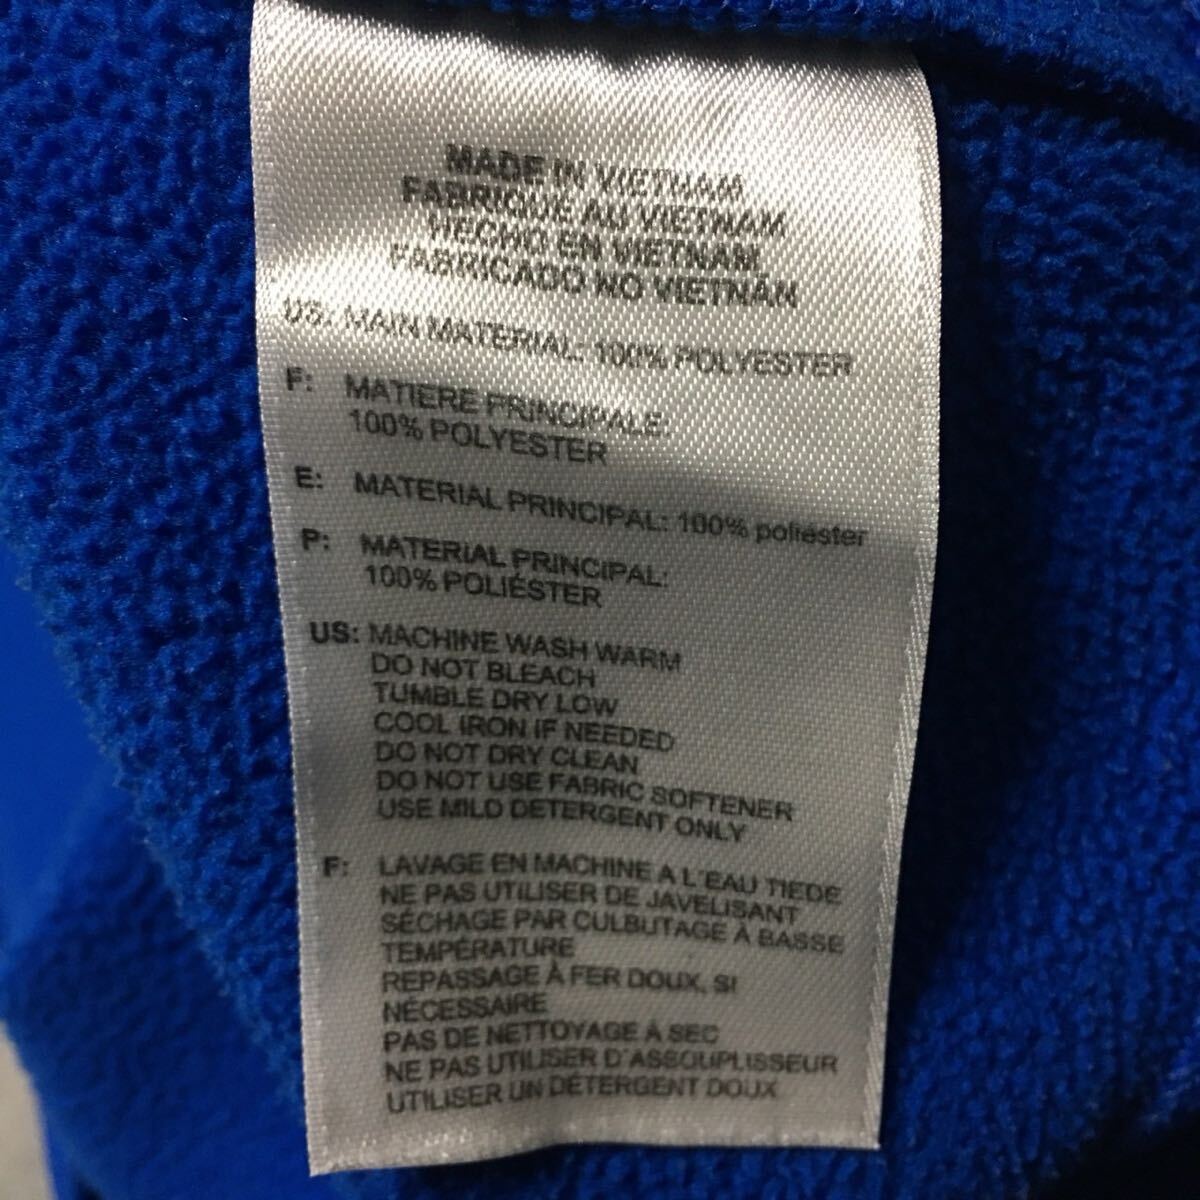 MADE IN VIETNAM
FABRIQUE AU VIETNAM
HECHO EN VIETNAM
FABRICADO NO VIETNÁN
US: MAIN MATERIAL: 100% POLYESTER
F: MATIERE PRINCIPALE:
100% POLYESTER
E: MATERIAL PRINCIPAL: 100% poliéster
P: MATERIAL PRINCIPAL:
100% POLIÉSTER
US: MACHINE WASH WARM
DO NOT BLEACH
TUMBLE DRY LOW
COOL IRON IF NEEDED
DO NOT DRY CLEAN
DO NOT USE FABRIC SOFTENER
USE MILD DETERGENT ONLY
F: LAVAGE EN MACHINE A L'EAU TIEDE
NE PAS UTILISER DE JAVELISANT
SÉCHAGE PAR CULBUTAGE À BASSE
TEMPÉRATURE
REPASSAGE À FER DOUX, SI
NÉCESSAIRE
PAS DE NETTOYAGE À SEC
NE PAS UTILISER D'ASSOUPLISSEUR
UTILISER UN DÉTERGENT DOUX